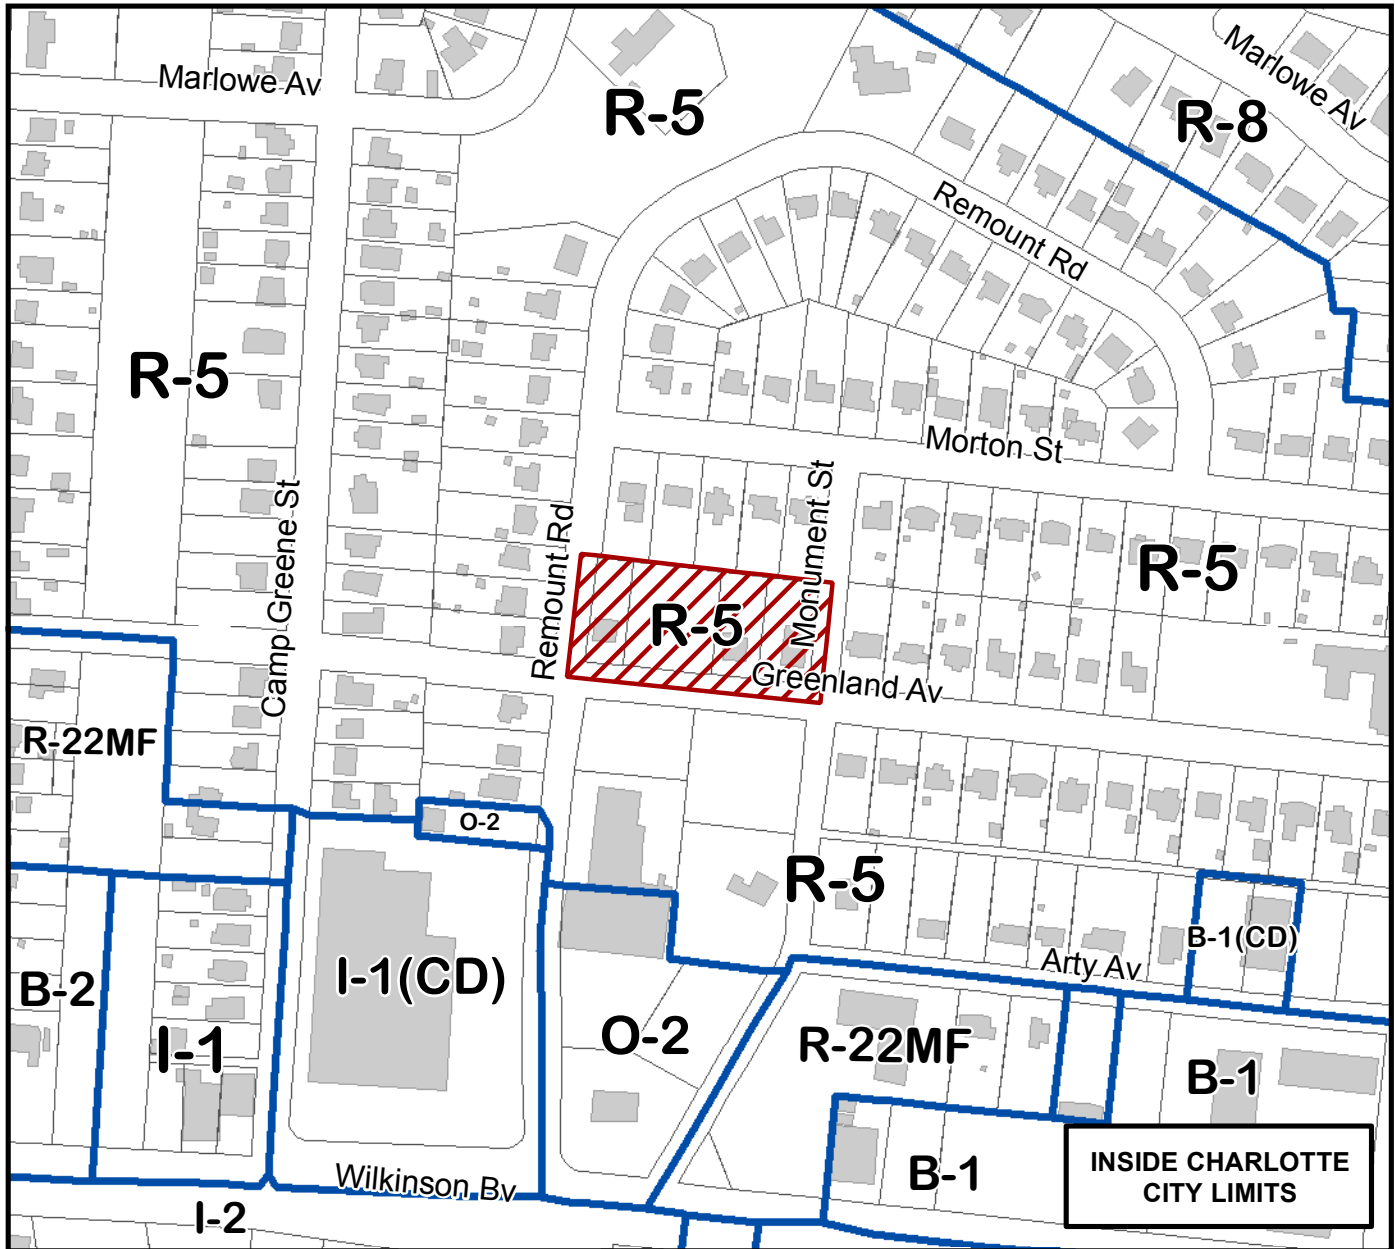 Marlowe Av
Marlowe Av
R-5
R-8
Remount Rd
R-5
Morton St
Camp Greene St
Remount Rd
Monument St
R-5
R-5
Greenland Av
R-22MF
O-2
R-5
B-1(CD)
Arty Av
I-1(CD)
B-2
I-1
O-2
R-22MF
B-1
B-1
INSIDE CHARLOTTE
CITY LIMITS
Wilkinson Bv
I-2